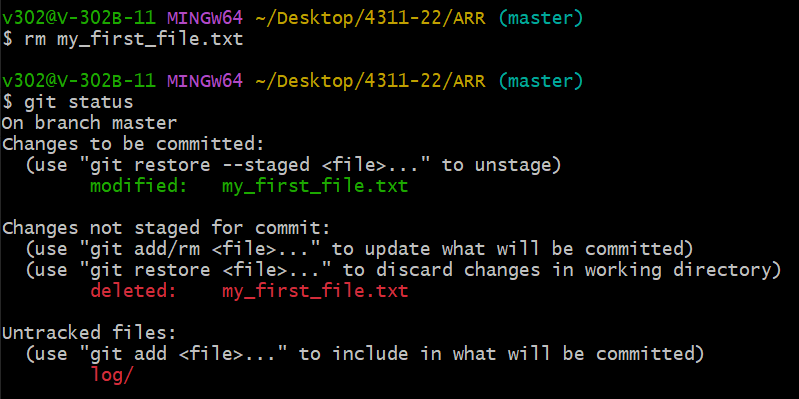 v302@V-302B-11 MINGW64 ~/Desktop/4311-22/ARR (master)
$ rm my_first_file.txt

v302@V-302B-11 MINGW64 ~/Desktop/4311-22/ARR (master)
$ git status
On branch master
Changes to be committed:
  (use "git restore --staged <file>..." to unstage)
        modified:   my_first_file.txt

Changes not staged for commit:
  (use "git add/rm <file>..." to update what will be committed)
  (use "git restore <file>..." to discard changes in working directory)
        deleted:    my_first_file.txt

Untracked files:
  (use "git add <file>..." to include in what will be committed)
        log/